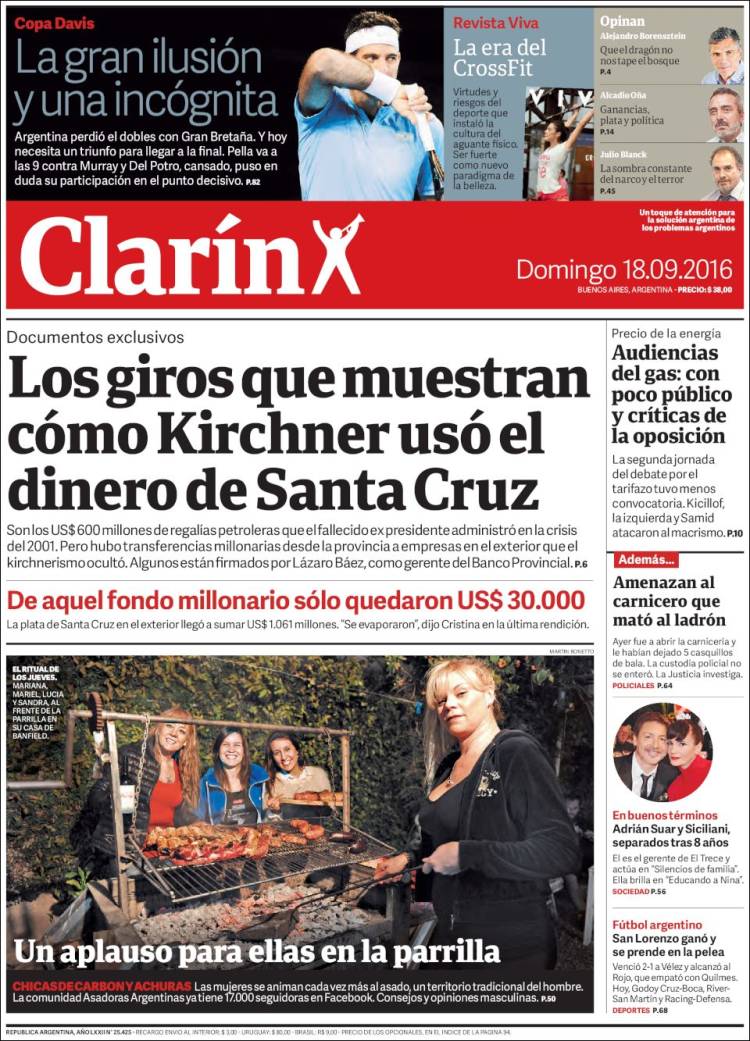 Copa Davis
La gran ilusión
y una incógnita
Argentina perdió el dobles con Gran Bretaña. Y hoy
necesita un triunfo para llegar a la final. Pella va a
las 9 contra Murray y Del Potro, cansado, puso en
duda su participación en el punto decisivo. P.82
Revista Viva
La era del
CrossFit
Virtudes y
riesgos del
deporte que
instaló la
cultura del
aguante físico.
Ser fuerte
como nuevo
paradigma de
la belleza.
Opinan
Alejandro Borensztein
Que el dragón no
nos tape el bosque
P.4
Alcadio Oña
Ganancias,
plata y política
P.14
Julio Blanck
La sombra constante
del narco y el terror
P.45
Clarín
Un toque de atención para
la solución argentina de
los problemas argentinos
Domingo 18.09.2016
BUENOS AIRES, ARGENTINA - PRECIO: $ 38,00
Documentos exclusivos
Los giros que muestran
cómo Kirchner usó el
dinero de Santa Cruz
Son los US$ 600 millones de regalías petroleras que el fallecido ex presidente administró en la crisis
del 2001. Pero hubo transferencias millonarias desde la provincia a empresas en el exterior que el
kirchnerismo ocultó. Algunos están firmados por Lázaro Báez, como gerente del Banco Provincial. P.6
De aquel fondo millonario sólo quedaron US$ 30.000
La plata de Santa Cruz en el exterior llegó a sumar US$ 1.061 millones. "Se evaporaron", dijo Cristina en la última rendición.
MARTIN BONETTO
EL RITUAL DE
LOS JUEVES.
MARIANA,
MARIEL, LUCIA
Y SANDRA, AL
FRENTE DE LA
PARRILLA EN
SU CASA DE
BANFIELD.
Un aplauso para ellas en la parrilla
CHICAS DE CARBON Y ACHURAS Las mujeres se animan cada vez más al asado, un territorio tradicional del hombre.
La comunidad Asadoras Argentinas ya tiene 17.000 seguidoras en Facebook. Consejos y opiniones masculinas. P.50
Precio de la energía
Audiencias
del gas: con
poco público
y críticas de
la oposición
La segunda jornada
del debate por el
tarifazo tuvo menos
convocatoria. Kicillof,
la izquierda y Samid
atacaron al macrismo. P.10
Además...
Amenazan al
carnicero que
mató al ladrón
Ayer fue a abrir la carnicería y
le habían dejado 5 casquillos
de bala. La custodia policial no
se enteró. La Justicia investiga.
POLICIALES P.64
En buenos términos
Adrián Suar y Siciliani,
separados tras 8 años
El es el gerente de El Trece y
actúa en "Silencios de familia".
Ella brilla en "Educando a Nina".
SOCIEDAD P.56
Fútbol argentino
San Lorenzo ganó y
se prende en la pelea
Venció 2-1 a Vélez y alcanzó al
Rojo, que empató con Quilmes.
Hoy, Godoy Cruz-Boca, River-
San Martín y Racing-Defensa.
DEPORTES P.68
REPUBLICA ARGENTINA, AÑO LXXII N° 25.425 - RECARGO ENVIO AL INTERIOR: $ 3,00 - URUGUAY: $ 80,00 - BRASIL: R$ 9,00 - PRECIO DE LOS OPCIONALES, EN EL INDICE DE LA PAGINA 94.